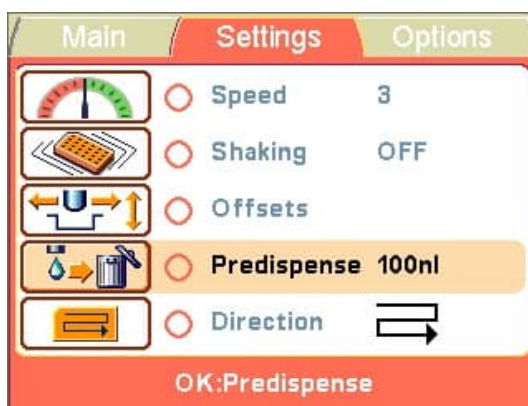 Main Settings Options
Speed 3
Shaking OFF
Offsets
Predispense 100nl
Direction
OK:Predispense